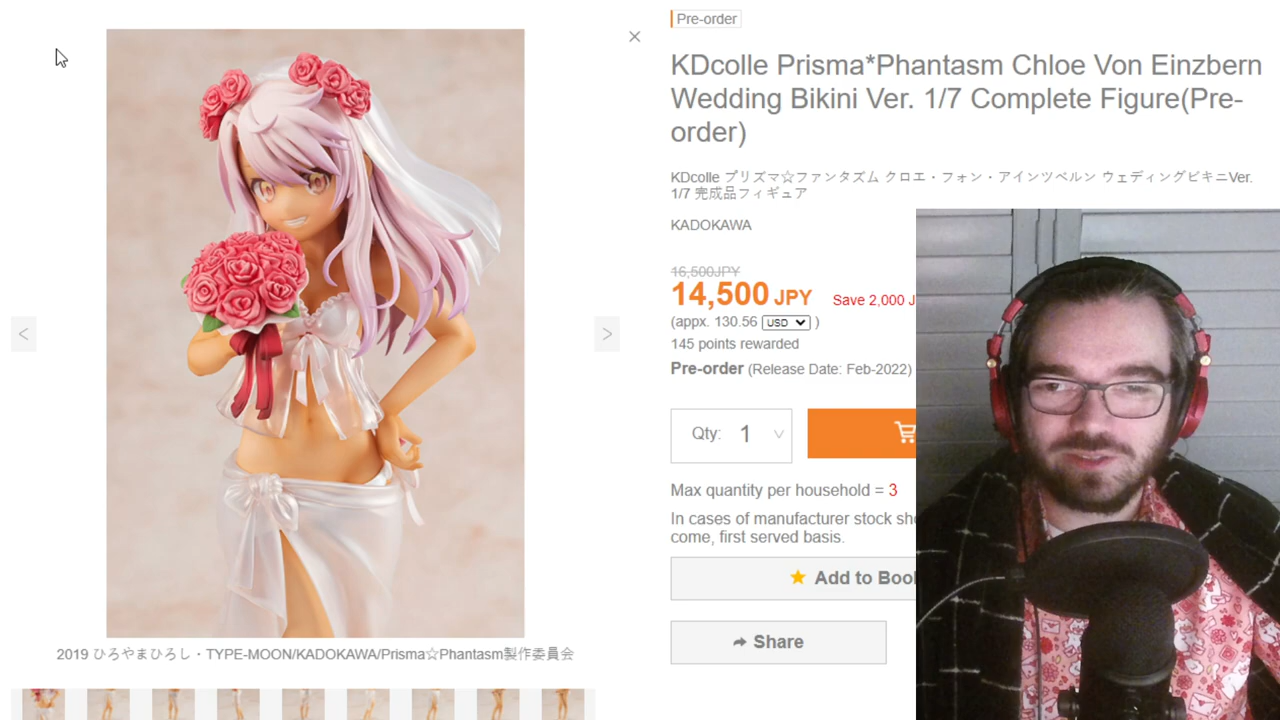 Pre-order
KDcolle Prisma*Phantasm Chloe Von Einzbern
Wedding Bikini Ver. 1/7 Complete Figure(Pre-
order)
KDcolle プリズマ☆ファンタズム クロエ・フォン・アインツベルン ウェディングビキニVer.
1/7 完成品フィギュア
KADOKAWA
16,500JPY
14,500 JPY Save 2,000 J
(appx. 130.56 USD )
145 points rewarded
Pre-order (Release Date: Feb-2022)
Qty: 1
Max quantity per household = 3
In cases of manufacturer stock sho
come, first served basis.
Add to Book
Share
2019 ひろやまひろし・TYPE-MOON/KADOKAWA/Prisma☆Phantasm製作委員会